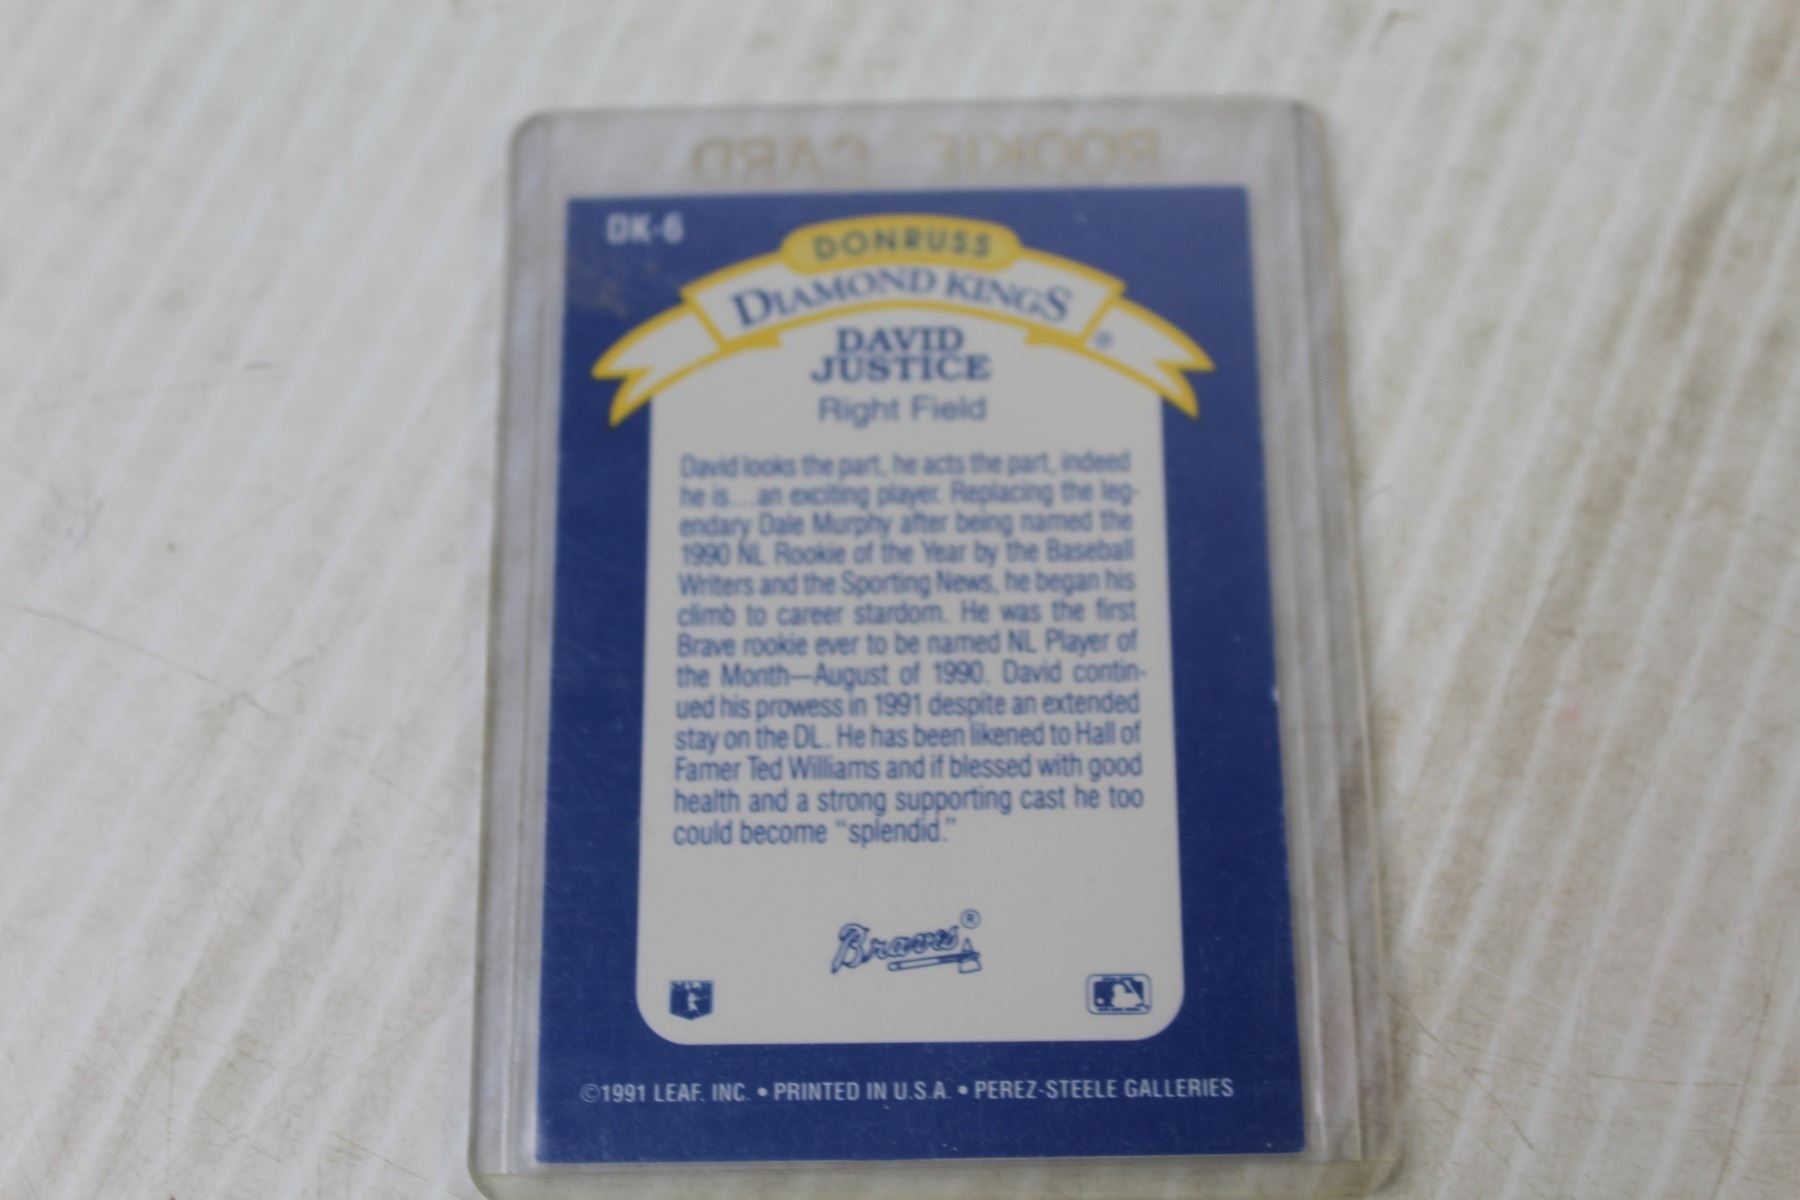 ROOKIE CARD
DK-6
DONRUSS
DIAMOND KINGS
®
DAVID
JUSTICE
Right Field
David looks the part, he acts the part, indeed
he is...an exciting player. Replacing the leg-
endary Dale Murphy after being named the
1990 NL Rookie of the Year by the Baseball
Writers and the Sporting News, he began his
climb to career stardom. He was the first
Brave rookie ever to be named NL Player of
the Month—August of 1990. David contin-
ued his prowess in 1991 despite an extended
stay on the DL. He has been likened to Hall of
Famer Ted Williams and if blessed with good
health and a strong supporting cast he too
could become "splendid."
Braves®
©1991 LEAF, INC. • PRINTED IN U.S.A. • PEREZ-STEELE GALLERIES